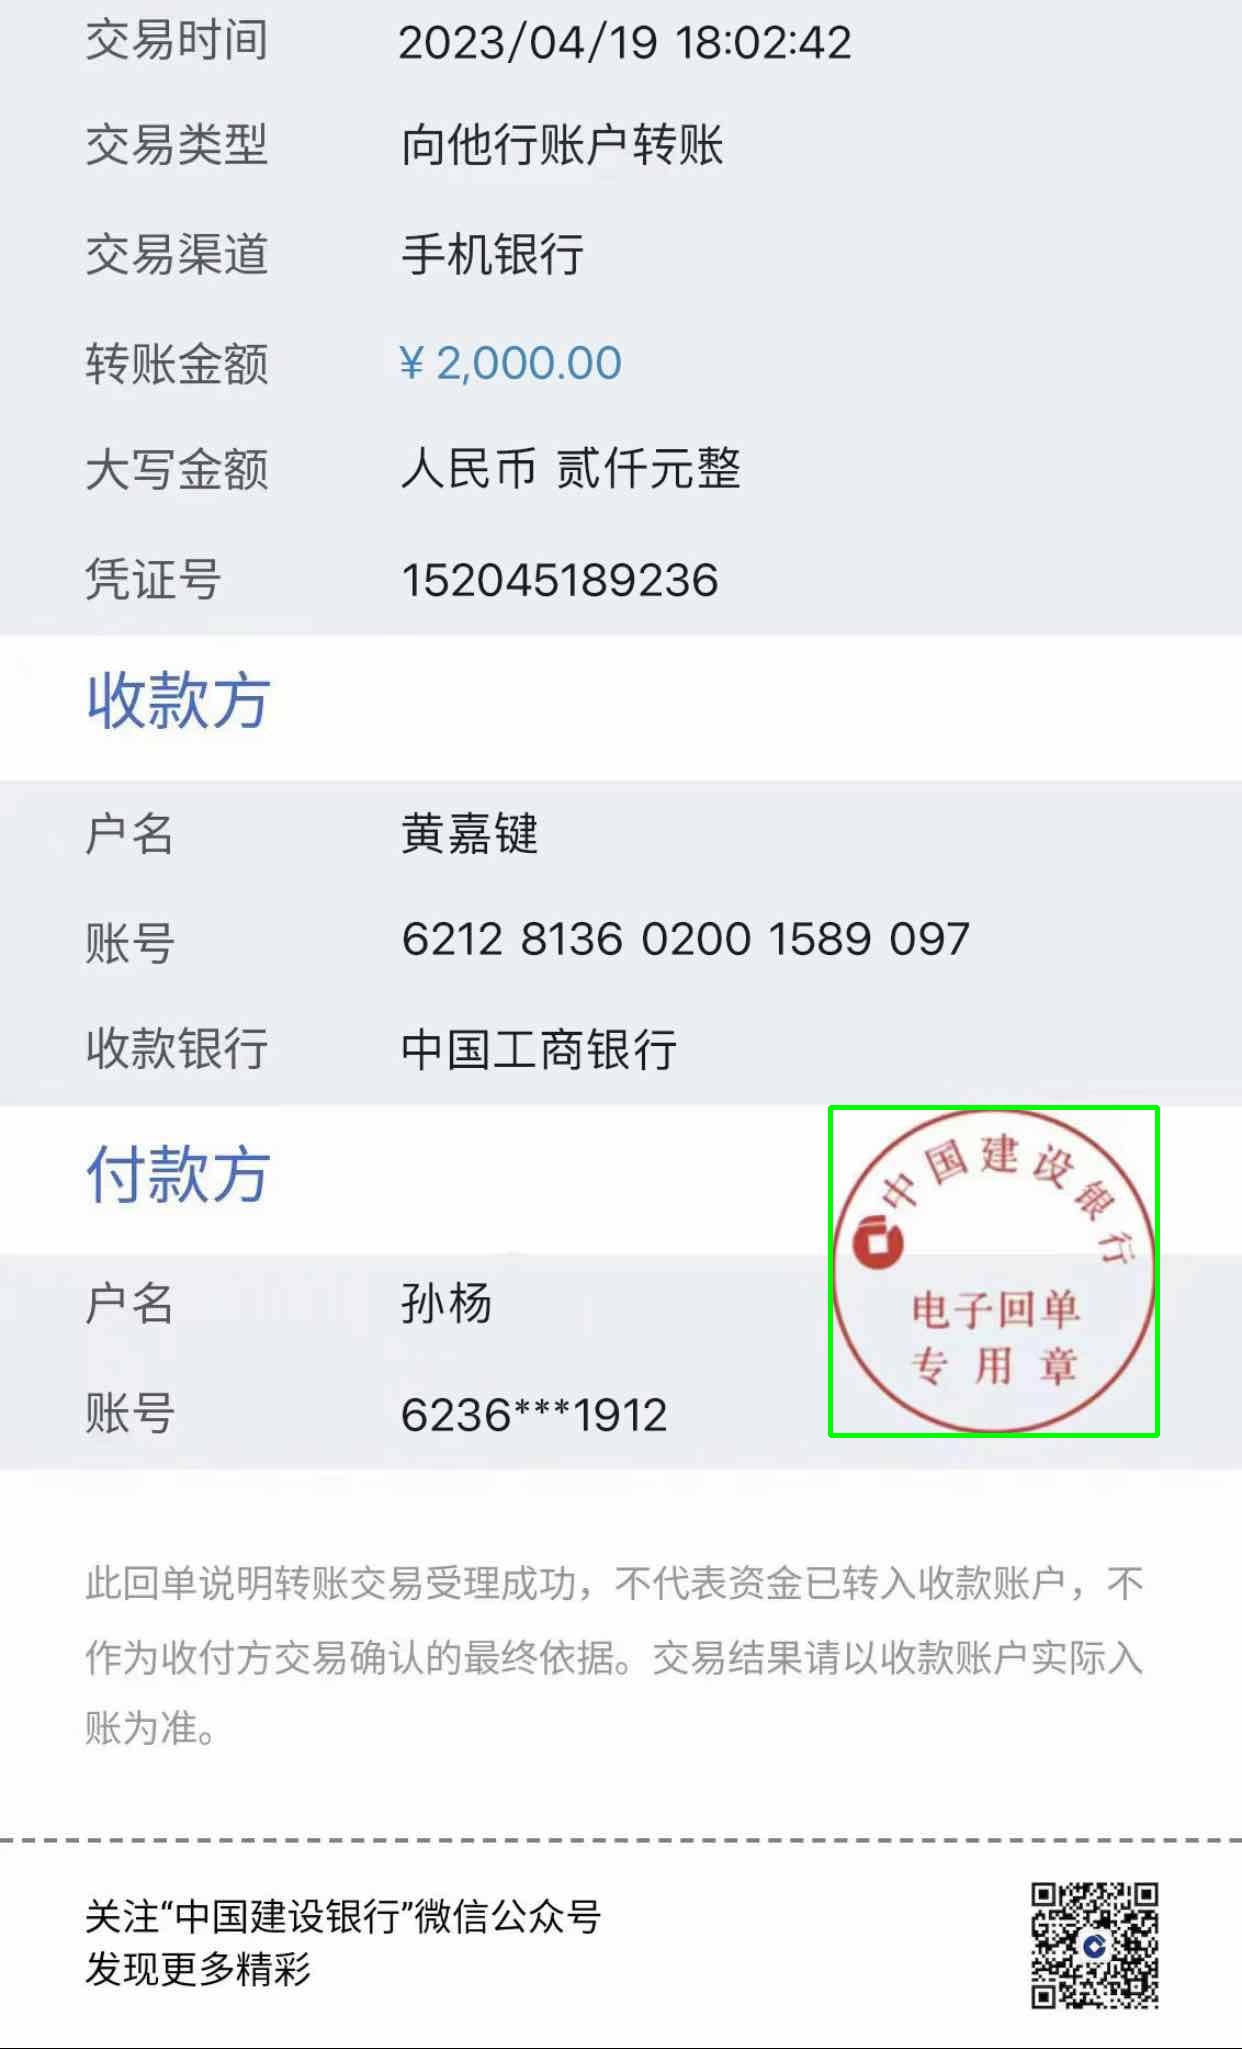 交易时间 2023/04/19 18:02:42
交易类型 向他行账户转账
交易渠道 手机银行
转账金额 ¥ 2,000.00
大写金额 人民币 贰仟元整
凭证号 152045189236
收款方
户名 黄嘉键
账号 6212 8136 0200 1589 097
收款银行 中国工商银行
付款方
中国建设银行
电子回单
专用章
户名 孙杨
账号 6236***1912
此回单说明转账交易受理成功，不代表资金已转入收款账户，不
作为收付方交易确认的最终依据。交易结果请以收款账户实际入
账为准。
关注“中国建设银行”微信公众号
发现更多精彩